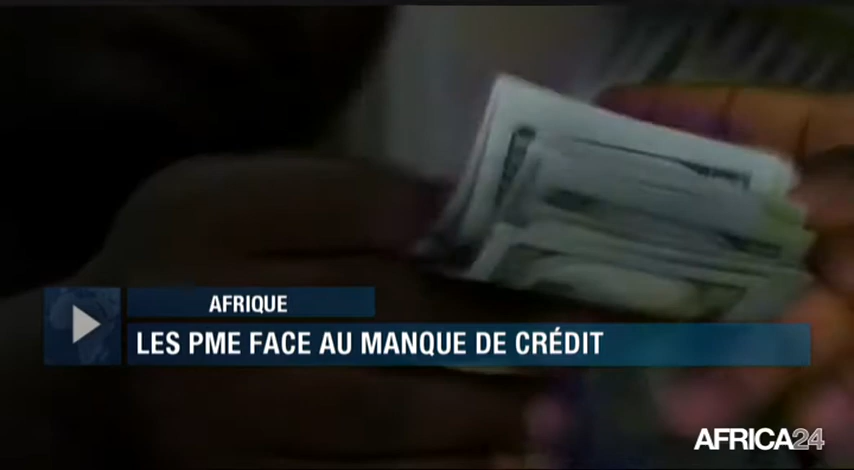 AFRIQUE
LES PME FACE AU MANQUE DE CRÉDIT
AFRICA24